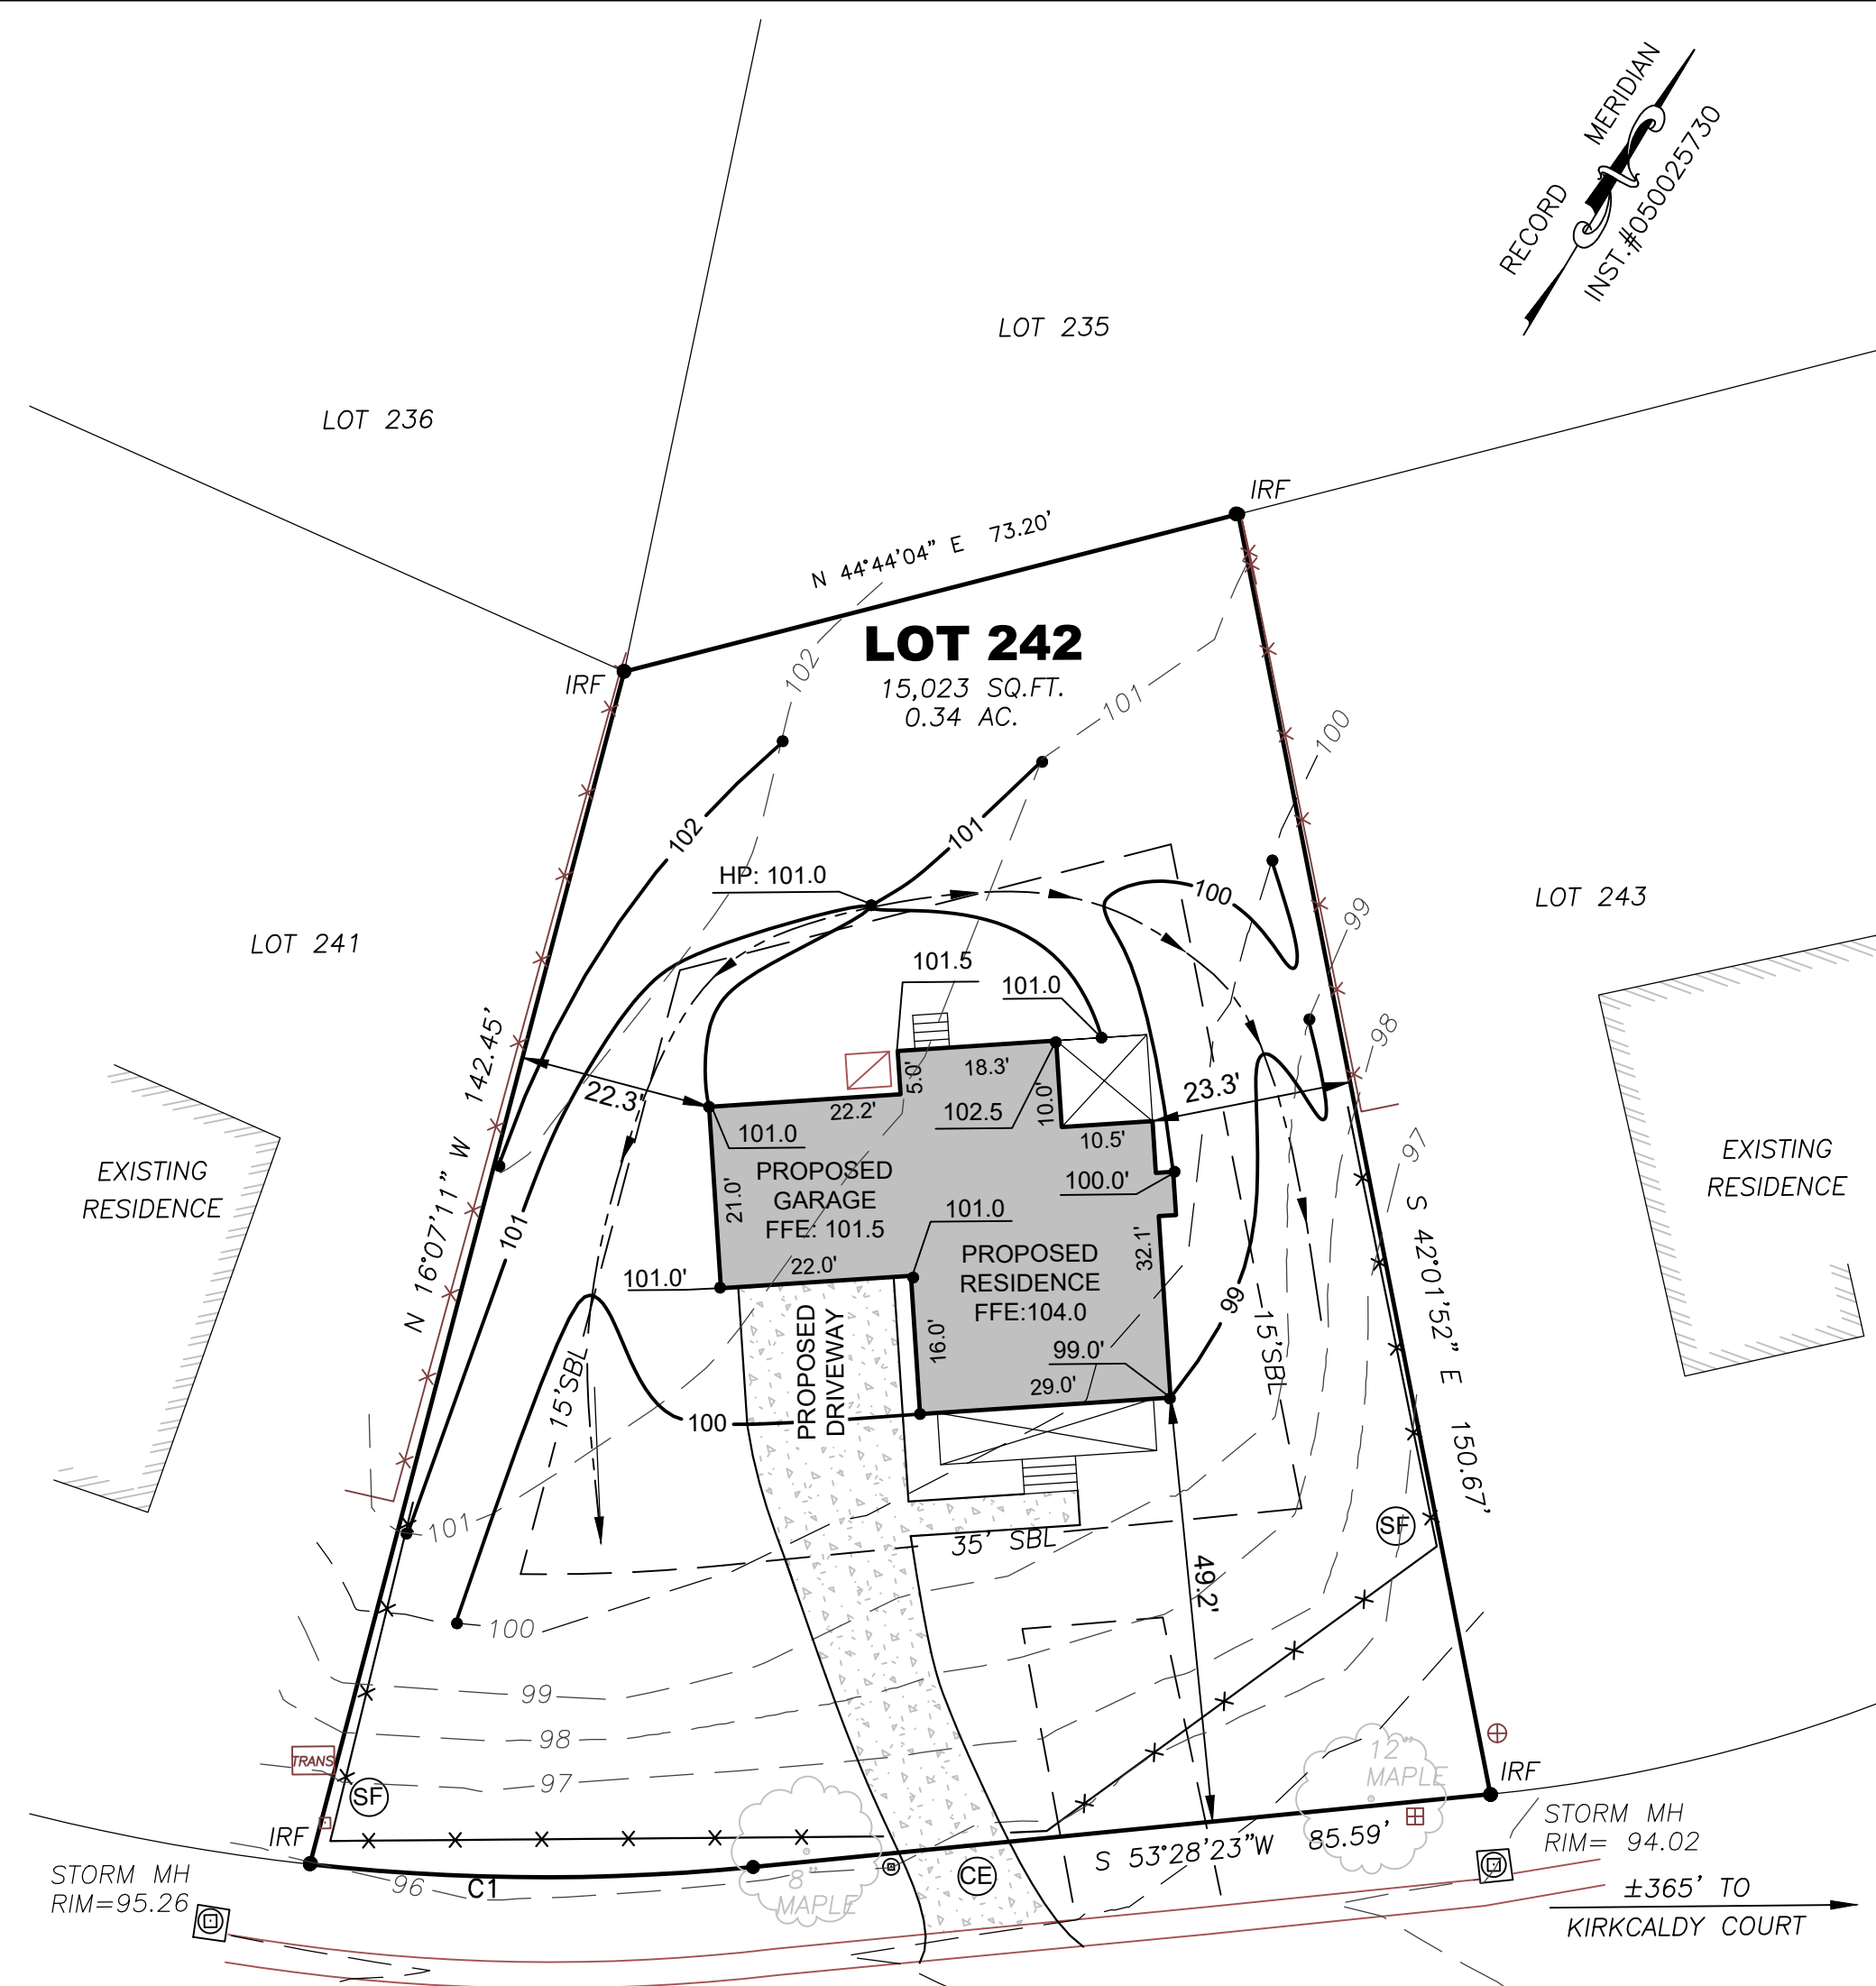 RECORD MERIDIAN
INST.#050025730
LOT 235
LOT 236
IRF
N 44°44'04" E 73.20'
LOT 242
15,023 SQ.FT.
0.34 AC.
IRF
102
101
100
102
101
HP: 101.0
100
99
LOT 243
LOT 241
101.5
101.0
98
142.45'
N 16°07'11" W
22.3'
18.3'
5.0'
10.0'
23.3'
22.2'
102.5
101.0
10.5'
97
EXISTING
RESIDENCE
EXISTING
RESIDENCE
PROPOSED
GARAGE
FFE: 101.5
21.0'
100.0'
101.0
101
22.0'
101.0'
PROPOSED
RESIDENCE
FFE:104.0
32.1'
S 42°01'52" E 150.67'
99
16.0'
99.0'
29.0'
15'SBL
15'SBL
PROPOSED
DRIVEWAY
100
101
SF
35' SBL
49.2'
100
99
98
97
TRANS
SF
12"
MAPLE
IRF
IRF
STORM MH
RIM= 94.02
S 53°28'23"W 85.59'
STORM MH
RIM=95.26
96
C1
8"
MAPLE
CE
±365' TO
KIRKCALDY COURT